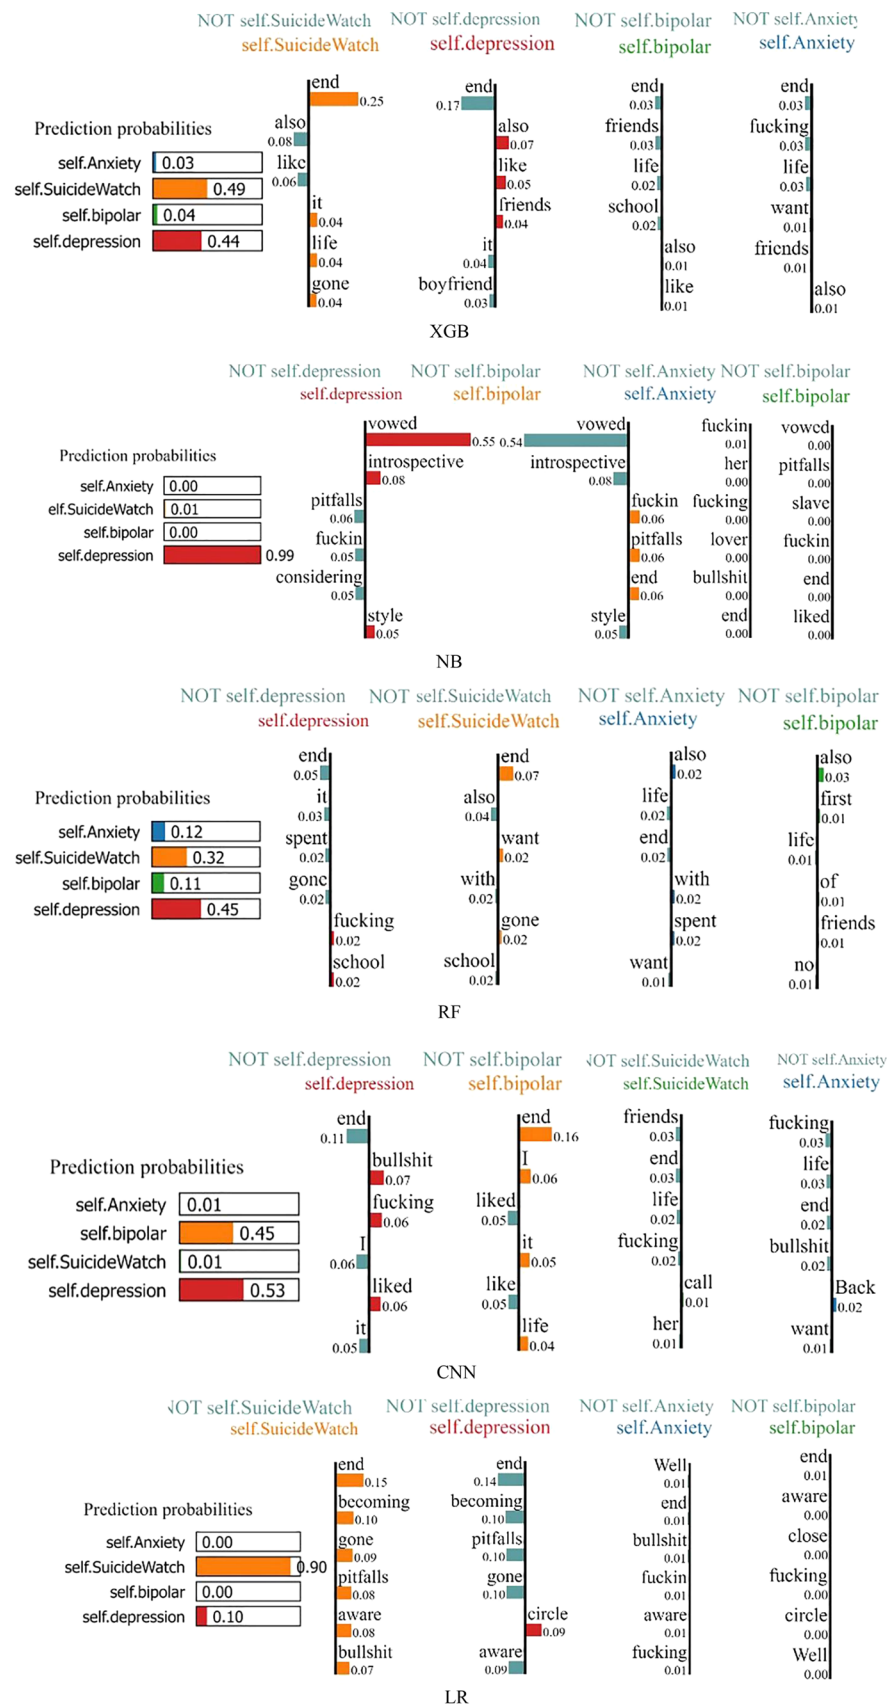 NOT self.SuicideWatch NOT self.depression NOT self.bipolar NOT self.Anxiety
self.SuicideWatch self.depression self.bipolar self.Anxiety
Prediction probabilities
self.Anxiety 0.03
self.SuicideWatch 0.49
self.bipolar 0.04
self.depression 0.44
end 0.25
also 0.08
like 0.06
it 0.04
life 0.04
gone 0.04
end 0.17
also 0.07
like 0.05
friends 0.04
it 0.04
boyfriend 0.03
end 0.03
friends 0.03
life 0.02
school 0.02
also 0.01
like 0.01
end 0.03
fucking 0.03
life 0.03
want 0.01
friends 0.01
also 0.01
XGB
NOT self.depression NOT self.bipolar NOT self.Anxiety NOT self.bipolar
self.depression self.bipolar self.Anxiety self.bipolar
Prediction probabilities
self.Anxiety 0.00
elf.SuicideWatch 0.01
self.bipolar 0.00
self.depression 0.99
vowed 0.55
introspective 0.08
pitfalls 0.06
fuckin 0.05
considering 0.05
style 0.05
vowed 0.54
introspective 0.08
fuckin 0.06
pitfalls 0.06
end 0.06
style 0.05
fuckin 0.01
her 0.00
fucking 0.00
lover 0.00
bullshit 0.00
end 0.00
vowed 0.00
pitfalls 0.00
slave 0.00
fuckin 0.00
end 0.00
liked 0.00
NB
NOT self.depression NOT self.SuicideWatch NOT self.Anxiety NOT self.bipolar
self.depression self.SuicideWatch self.Anxiety self.bipolar
Prediction probabilities
self.Anxiety 0.12
self.SuicideWatch 0.32
self.bipolar 0.11
self.depression 0.45
end 0.05
it 0.03
spent 0.02
gone 0.02
fucking 0.02
school 0.02
end 0.07
also 0.04
want 0.02
with 0.02
gone 0.02
school 0.02
also 0.02
life 0.02
end 0.02
with 0.02
spent 0.02
want 0.01
also 0.03
first 0.01
life 0.01
of 0.01
friends 0.01
no 0.01
RF
NOT self.depression NOT self.bipolar NOT self.SuicideWatch NOT self.Anxiety
self.depression self.bipolar self.SuicideWatch self.Anxiety
Prediction probabilities
self.Anxiety 0.01
self.bipolar 0.45
self.SuicideWatch 0.01
self.depression 0.53
end 0.11
bullshit 0.07
fucking 0.06
I 0.06
liked 0.06
it 0.05
end 0.16
I 0.06
liked 0.05
it 0.05
like 0.05
life 0.04
friends 0.03
end 0.03
life 0.02
fucking 0.02
call 0.01
her 0.01
fucking 0.03
life 0.03
end 0.02
bullshit 0.02
Back 0.02
want 0.01
CNN
NOT self.SuicideWatch NOT self.depression NOT self.Anxiety NOT self.bipolar
self.SuicideWatch self.depression self.Anxiety self.bipolar
Prediction probabilities
self.Anxiety 0.00
self.SuicideWatch 0.90
self.bipolar 0.00
self.depression 0.10
end 0.15
becoming 0.10
gone 0.09
pitfalls 0.08
aware 0.08
bullshit 0.07
end 0.14
becoming 0.10
pitfalls 0.10
gone 0.10
circle 0.09
aware 0.09
Well 0.01
end 0.01
bullshit 0.01
fuckin 0.01
aware 0.01
fucking 0.01
end 0.01
aware 0.00
close 0.00
fucking 0.00
circle 0.00
Well 0.00
LR